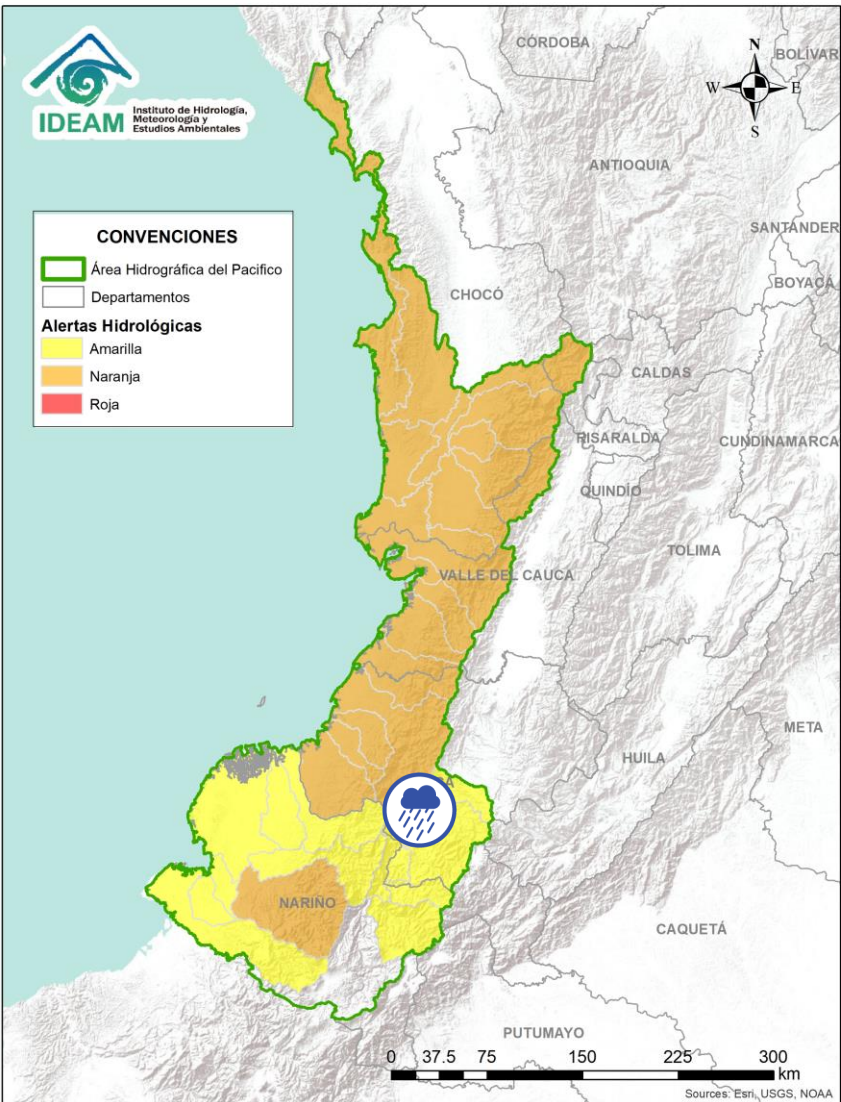 IDEAM
Instituto de Hidrología,
Meteorología y
Estudios Ambientales
N
W
E
S
CÓRDOBA
BOLÍVAR
ANTIOQUIA
SANTANDER
BOYACÁ
CHOCÓ
CALDAS
RISARALDA
CUNDINAMARCA
QUINDÍO
TOLIMA
VALLE DEL CAUCA
META
HUILA
NARIÑO
CAQUETÁ
PUTUMAYO
CONVENCIONES
Área Hidrográfica del Pacifico
Departamentos
Alertas Hidrológicas
Amarilla
Naranja
Roja
0 37.5 75 150 225 300
km
Sources: Esri, USGS, NOAA